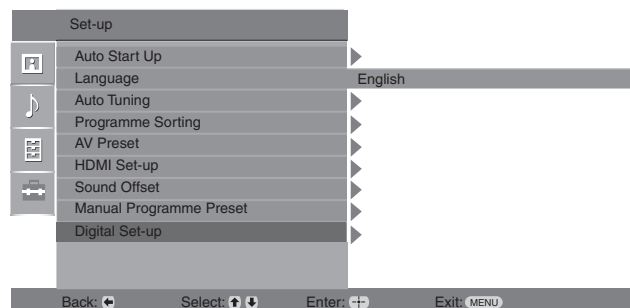 Set-up
Auto Start Up
Language English
Auto Tuning
Programme Sorting
AV Preset
HDMI Set-up
Sound Offset
Manual Programme Preset
Digital Set-up
Back: Select: Enter: Exit: MENU